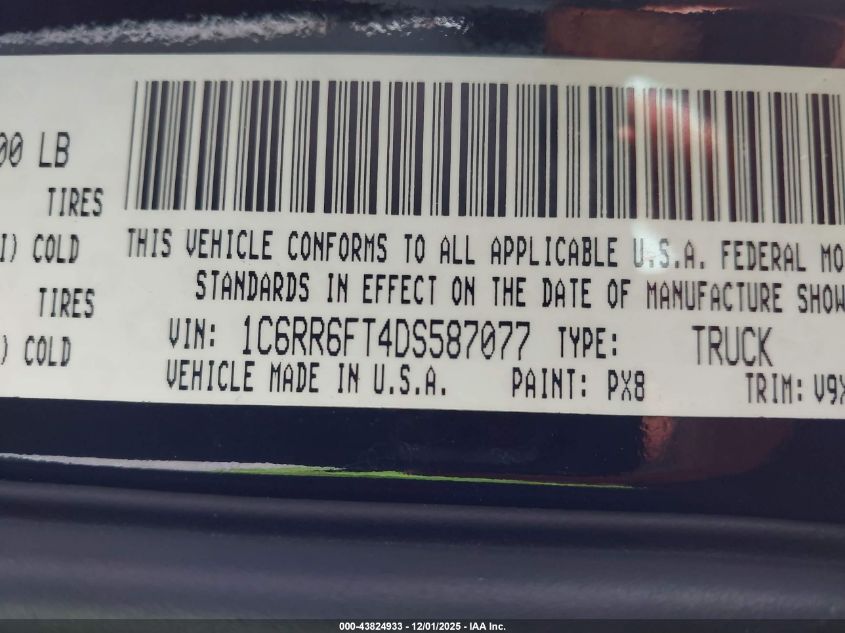 00 LB
TIRES
I) COLD
TIRES
) COLD
THIS VEHICLE CONFORMS TO ALL APPLICABLE U.S.A. FEDERAL MO
STANDARDS IN EFFECT ON THE DATE OF MANUFACTURE SHOW
VIN: 1C6RR6FT4DS587077 TYPE: TRUCK
VEHICLE MADE IN U.S.A. PAINT: PX8 TRIM: V9X
000-43824933 - 12/01/2025 - IAA Inc.